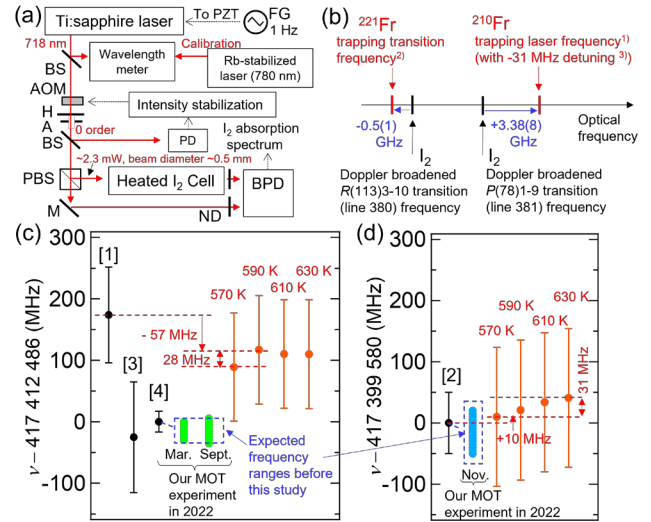 (a)
Ti:sapphire laser
To PZT
FG
1 Hz
718 nm
BS
Wavelength
meter
Calibration
Rb-stabilized
laser (780 nm)
AOM
Intensity stabilization
H
A
0 order
BS
PD
I₂ absorption
spectrum
~2.3 mW, beam diameter ~0.5 mm
PBS
Heated I₂ Cell
BPD
M
ND
(b)
²²¹Fr
trapping transition
frequency²⁾
²¹⁰Fr
trapping laser frequency¹⁾
(with -31 MHz detuning ³⁾)
-0.5(1)
GHz
+3.38(8)
GHz
Optical
frequency
I₂
I₂
Doppler broadened
R(113)3-10 transition
(line 380) frequency
Doppler broadened
P(78)1-9 transition
(line 381) frequency
(c)
ν − 417 412 486 (MHz)
300
200
100
0
-100
[1]
[3]
[4]
570 K
590 K
610 K
630 K
- 57 MHz
28 MHz
Mar.
Sept.
Our MOT
experiment
in 2022
Expected
frequency
ranges before
this study
(d)
ν − 417 399 580 (MHz)
300
200
100
0
-100
[2]
570 K
590 K
610 K
630 K
31 MHz
+10 MHz
Nov.
Our MOT
experiment in 2022